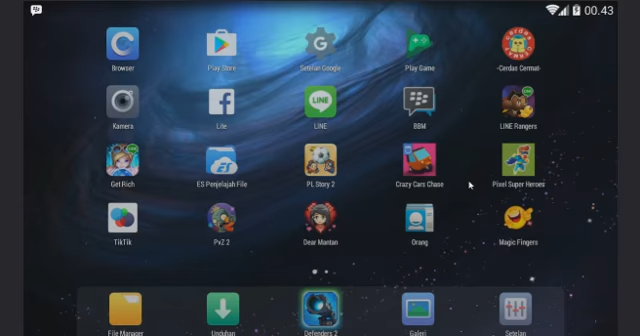 00.43
Browser
Play Store
Setelan Google
Play Game
-Cerdas Cermat-
Kamera
Lite
LINE
BBM
LINE Rangers
Get Rich
ES Penjelajah File
PL Story 2
Crazy Cars Chase
Pixel Super Heroes
TikTik
PvZ 2
Dear Mantan
Orang
Magic Fingers
File Manager
Unduhan
Defenders 2
Galeri
Setelan